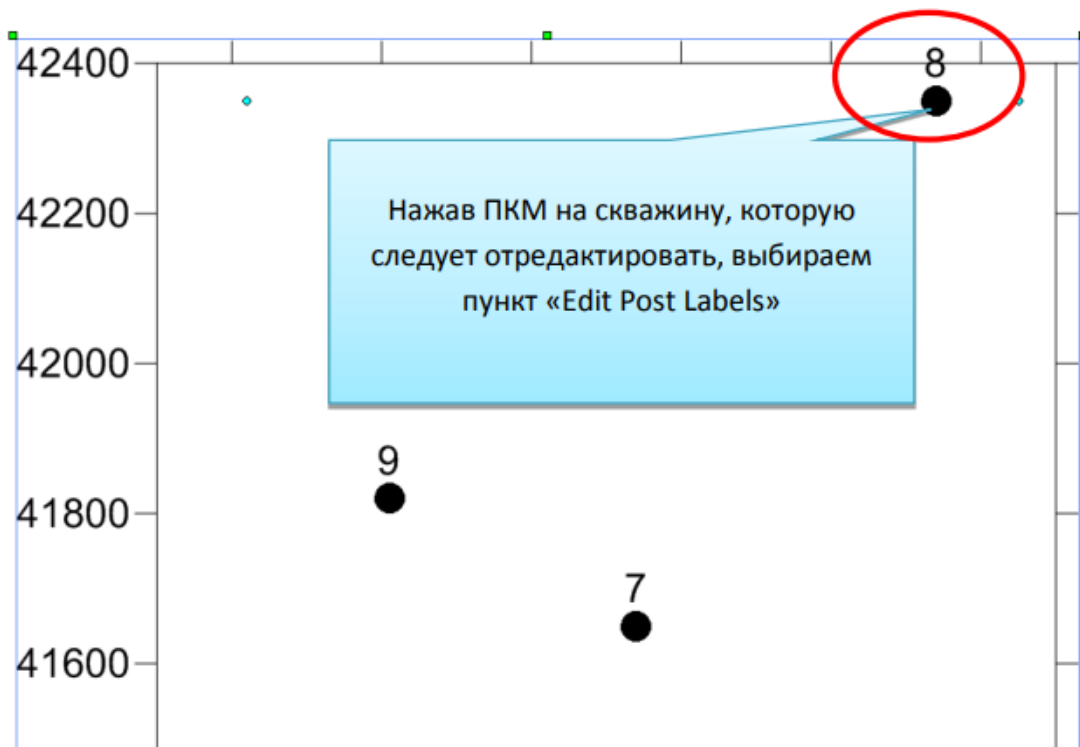 42400
8
Нажав ПКМ на скважину, которую
следует отредактировать, выбираем
пункт «Edit Post Labels»
42200
42000
9
41800
7
41600